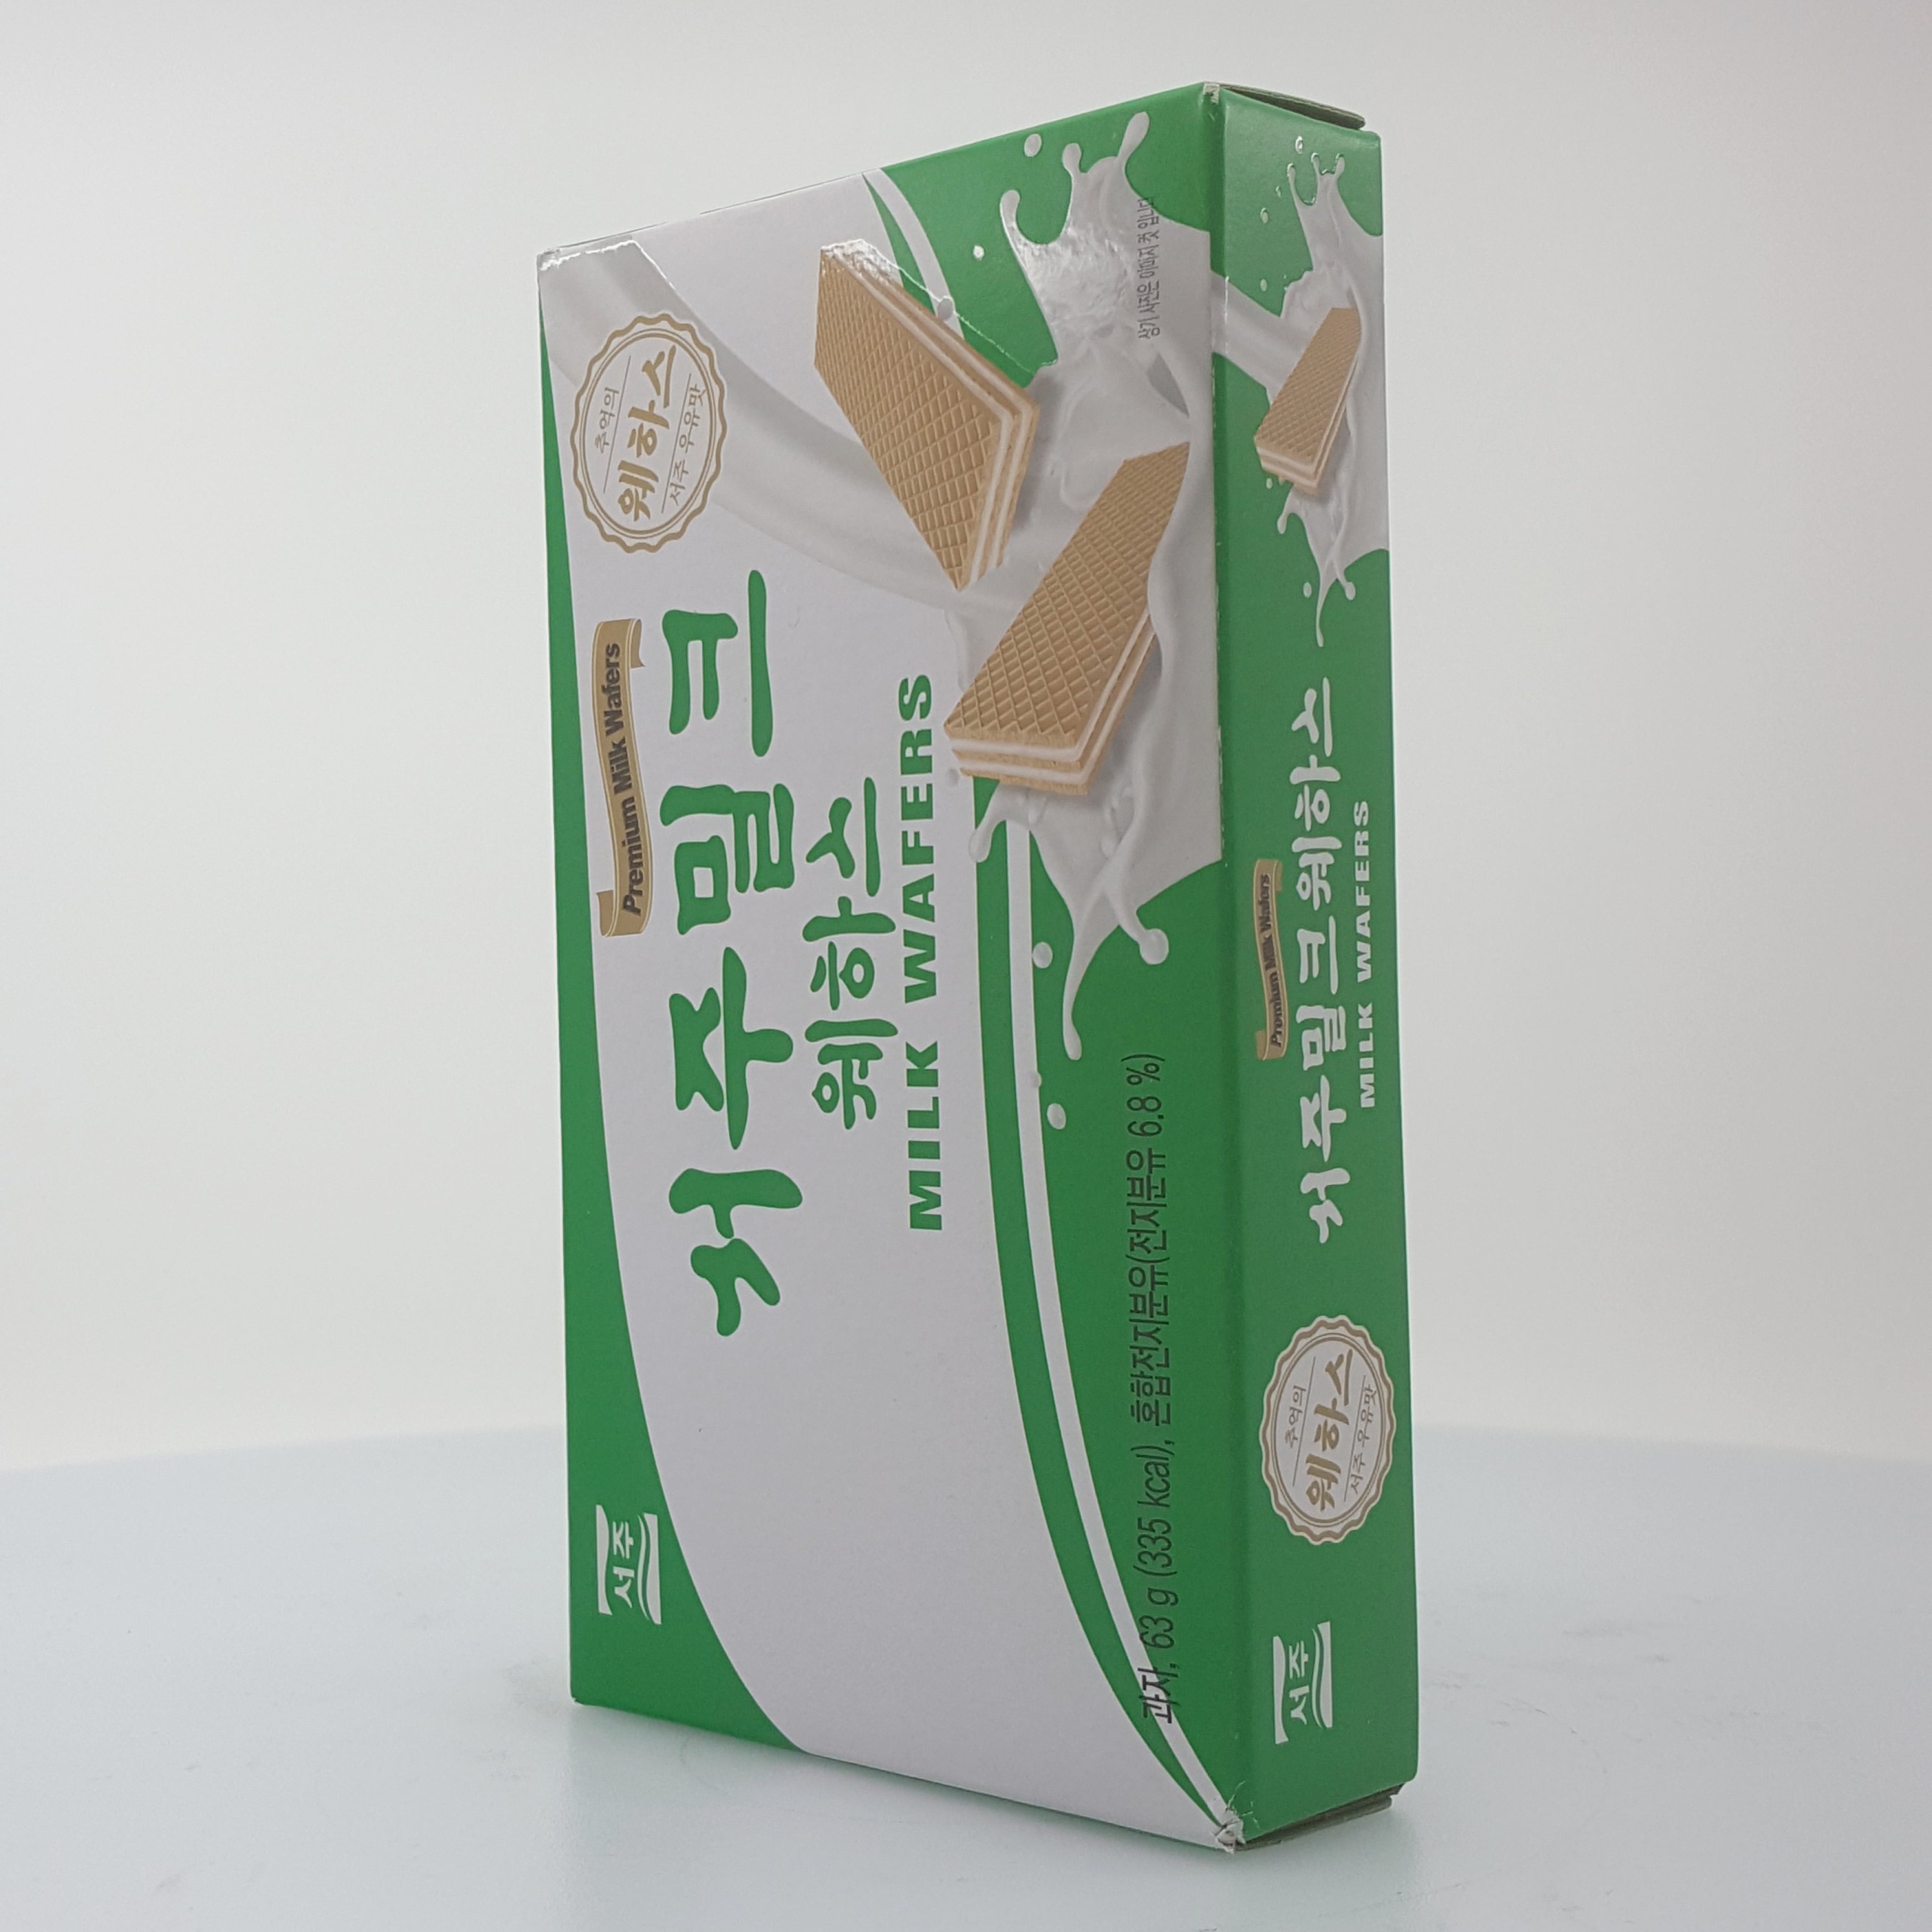 서주
Premium Milk Wafers
서주밀크
웨하스
MILK WAFERS
추억의
웨하스
서주 우유맛
과자, 63 g (335 kcal), 혼합전지분유(전지분유 6.8 %)
상기 사진은 이미지 컷 입니다
서주
추억의
웨하스
서주 우유맛
Premium Milk Wafers
서주밀크웨하스
MILK WAFERS